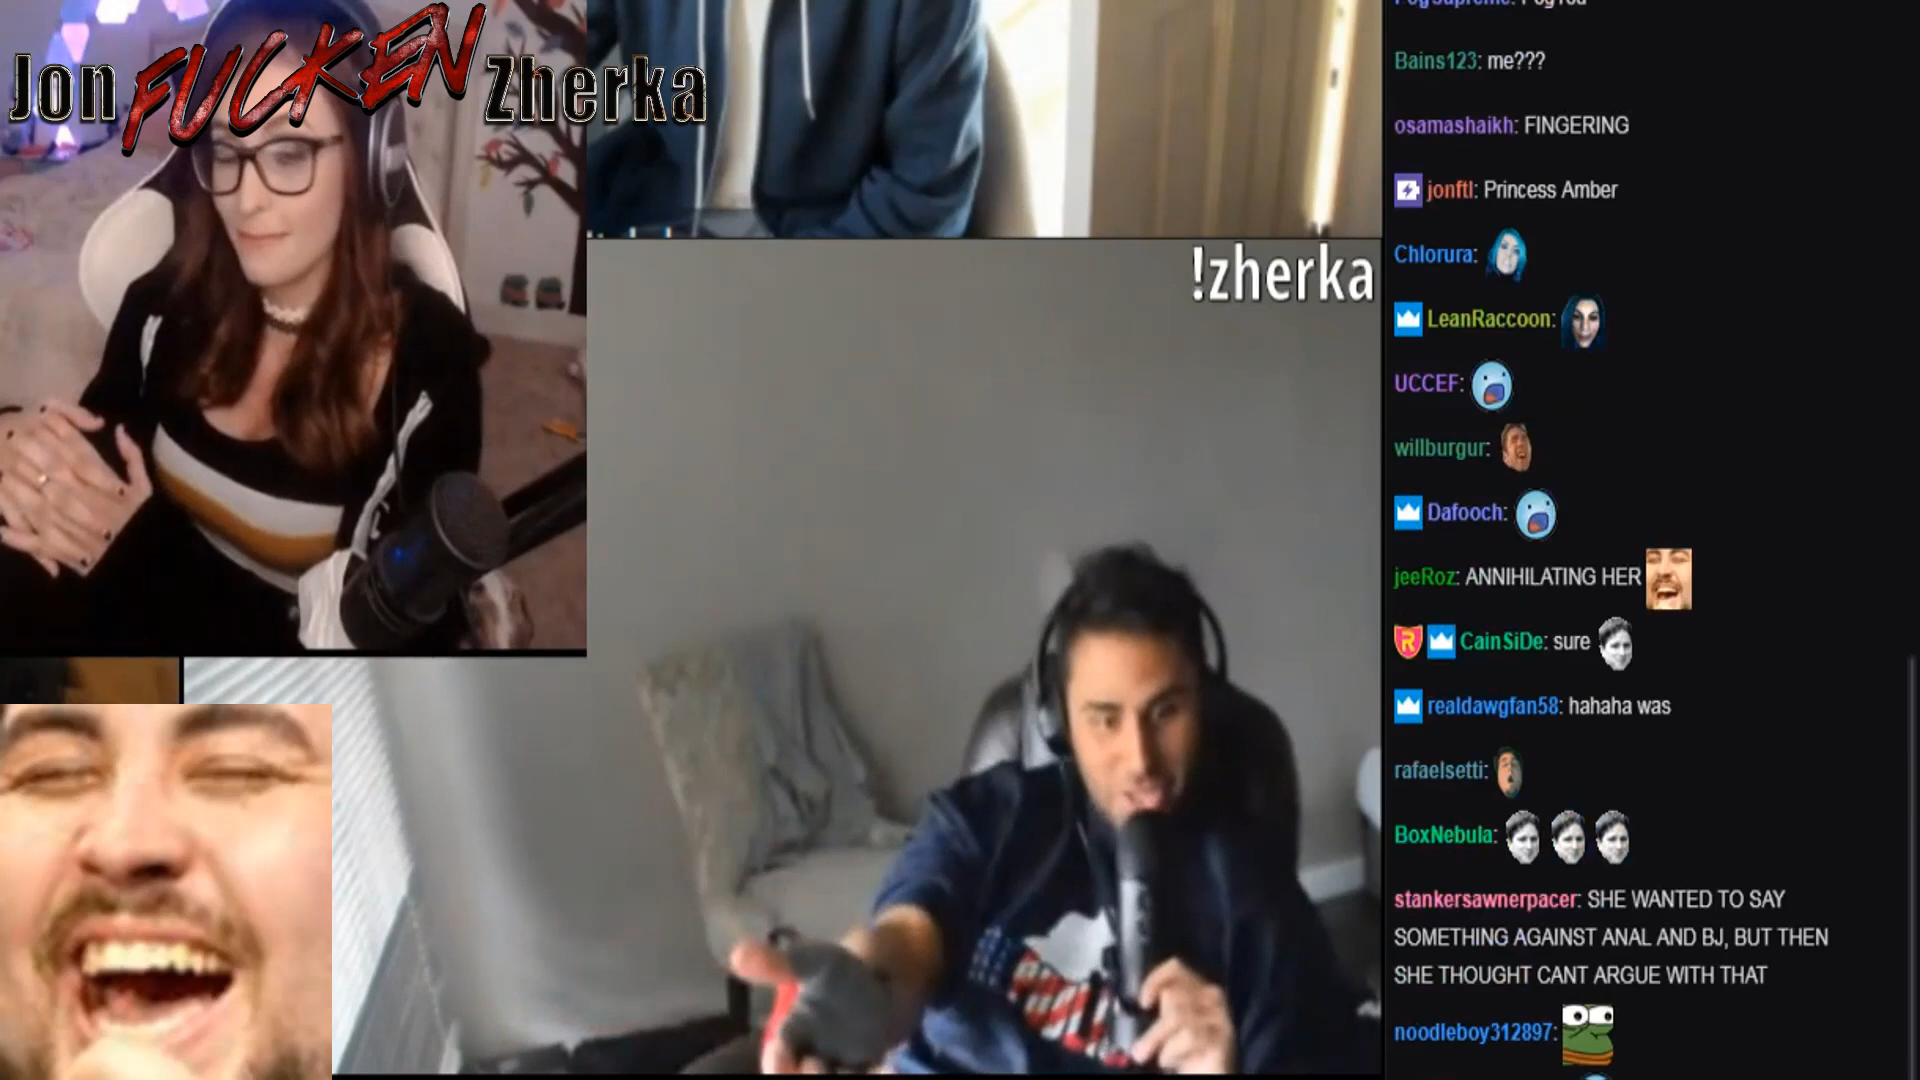 Jon FUCKEN Zherka
!zherka
PogSupreme: PogYou
Bains123: me???
osamashaikh: FINGERING
jonftl: Princess Amber
Chlorura:
LeanRaccoon:
UCCEF:
willburgur:
Dafooch:
jeeRoz: ANNIHILATING HER
CainSiDe: sure
realdawgfan58: hahaha was
rafaelsetti:
BoxNebula:
stankersawnerpacer: SHE WANTED TO SAY
SOMETHING AGAINST ANAL AND BJ, BUT THEN
SHE THOUGHT CANT ARGUE WITH THAT
noodleboy312897: